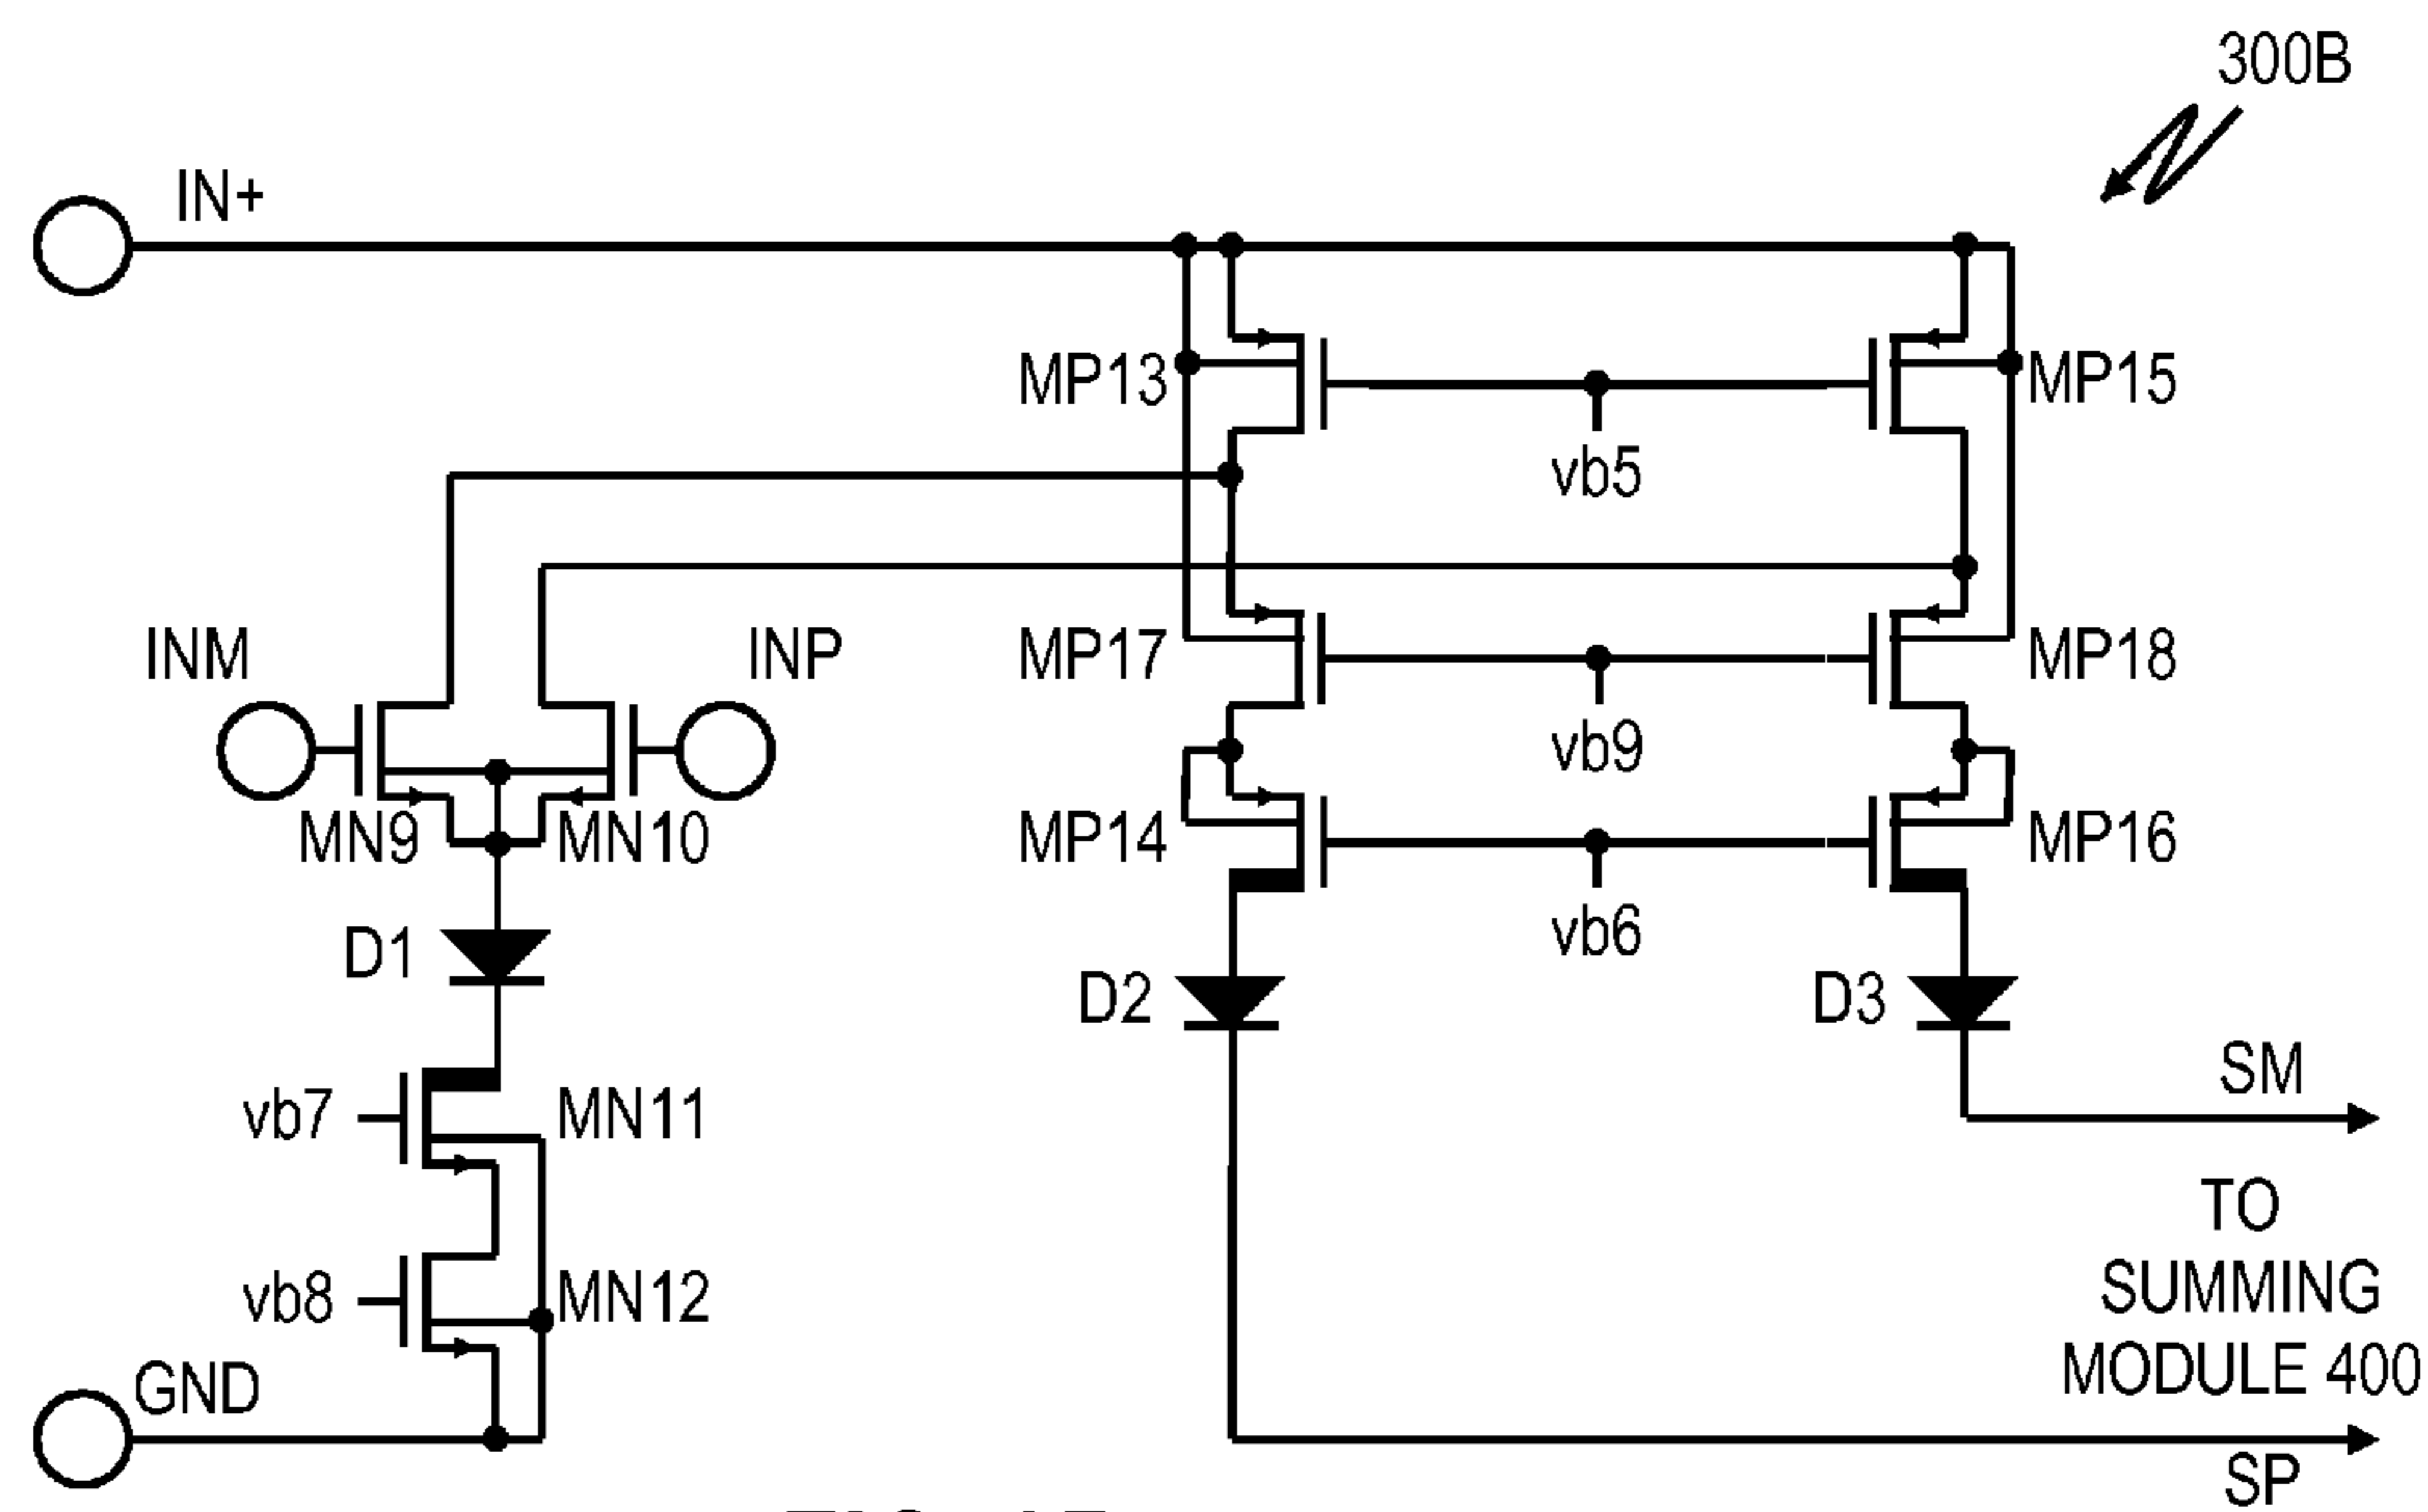 300B
IN+
MP13
MP15
vb5
INM
INP
MP17
MP18
vb9
MN9
MN10
MP14
MP16
vb6
D1
D2
D3
SM
vb7
MN11
TO
SUMMING
MODULE 400
vb8
MN12
GND
SP